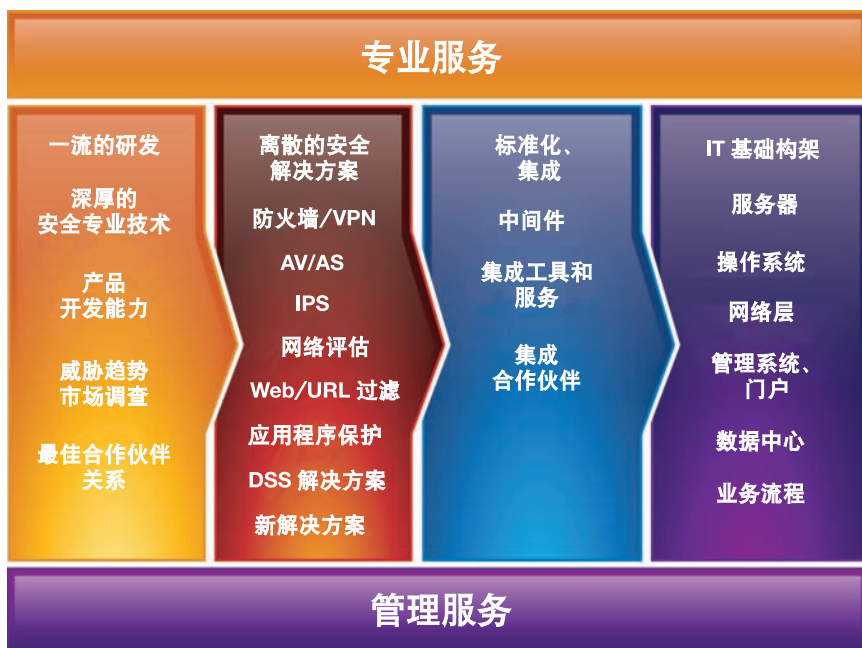 专业服务
一流的研发
深厚的
安全专业技术
产品
开发能力
威胁趋势
市场调查
最佳合作伙伴
关系
离散的安全
解决方案
防火墙/VPN
AV/AS
IPS
网络评估
Web/URL 过滤
应用程序保护
DSS 解决方案
新解决方案
标准化、
集成
中间件
集成工具和
服务
集成
合作伙伴
IT 基础构架
服务器
操作系统
网络层
管理系统、
门户
数据中心
业务流程
管理服务